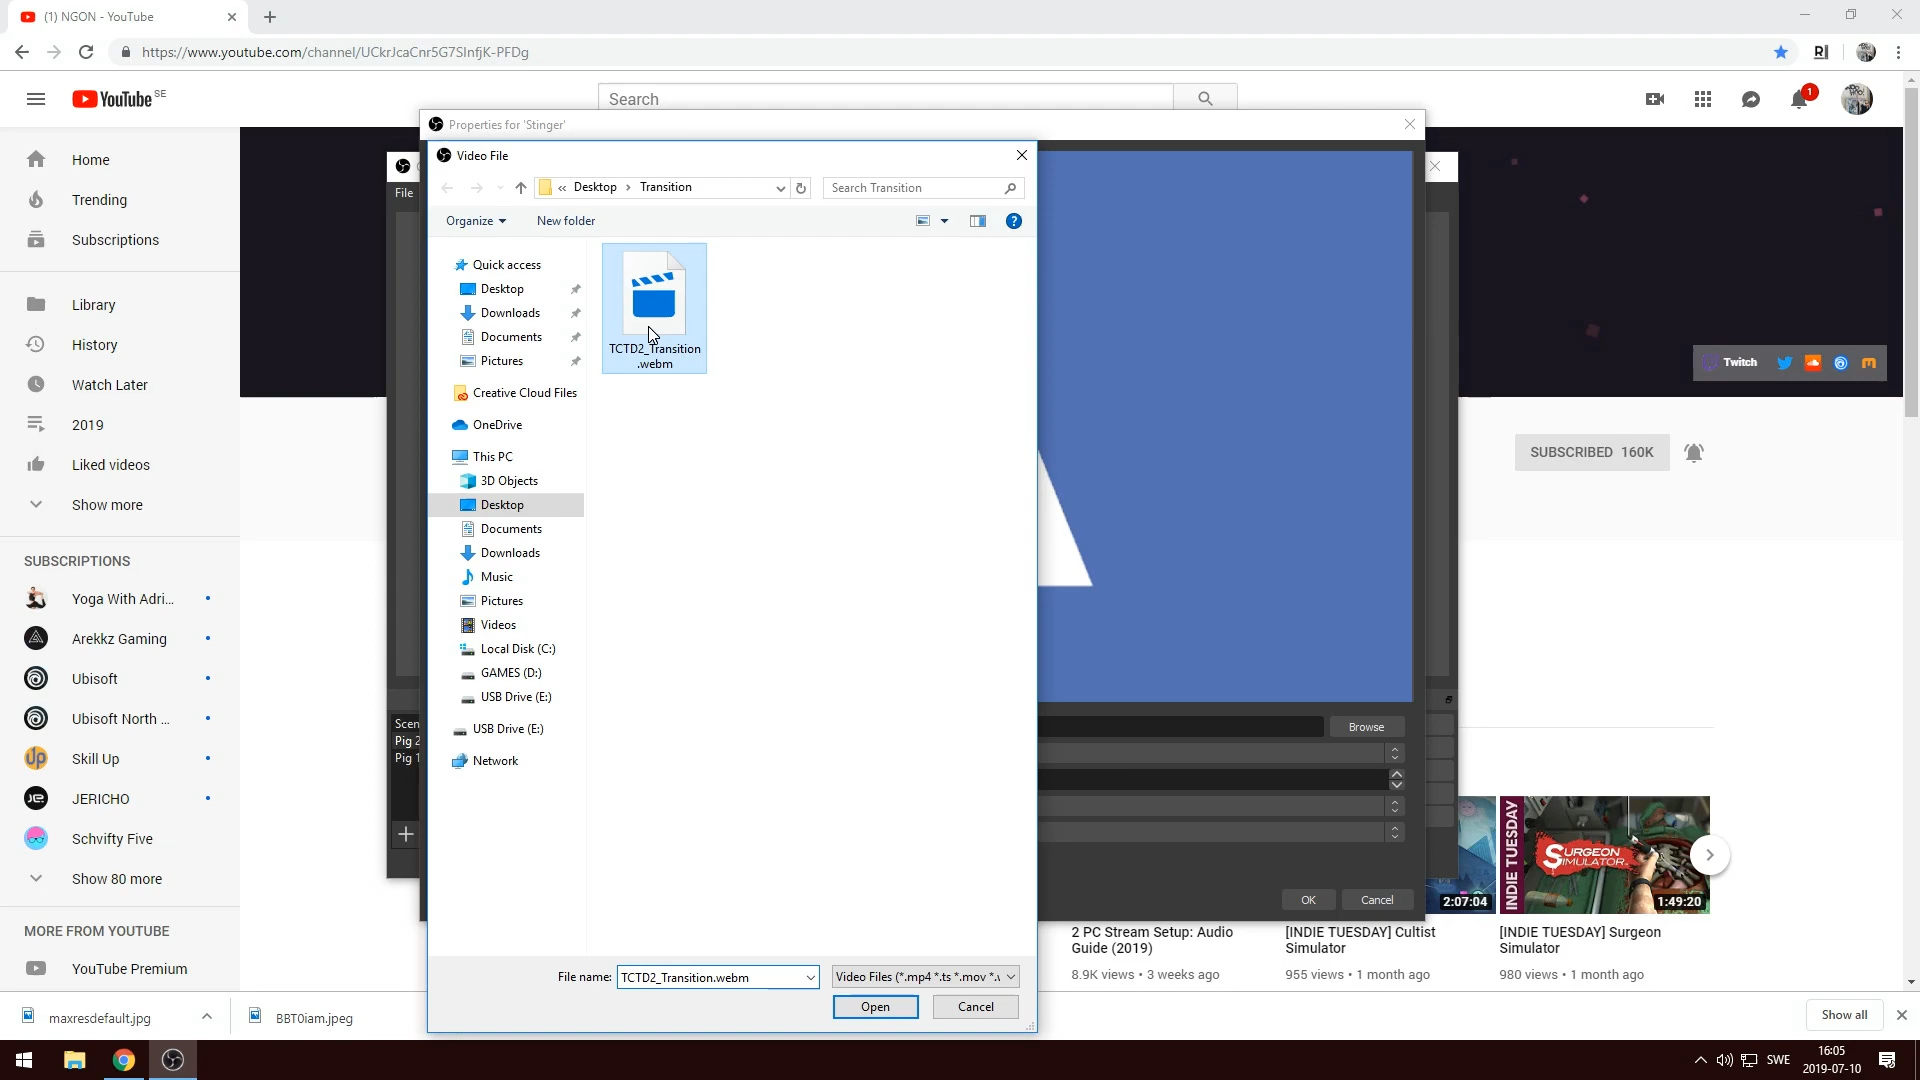 (1) NGON - YouTube
https://www.youtube.com/channel/UCkrJcaCnr5G7SInfjK-PFDg
YouTube SE
Search
1
Home
Trending
Subscriptions
Library
History
Watch Later
2019
Liked videos
Show more
SUBSCRIPTIONS
Yoga With Adri...
Arekkz Gaming
Ubisoft
Ubisoft North ...
Skill Up
JERICHO
Schvifty Five
Show 80 more
MORE FROM YOUTUBE
YouTube Premium
Properties for 'Stinger'
File
Scen
Pig 2
Pig 1
Video File
« Desktop › Transition
Search Transition
Organize
New folder
Quick access
Desktop
Downloads
Documents
Pictures
Creative Cloud Files
OneDrive
This PC
3D Objects
Desktop
Documents
Downloads
Music
Pictures
Videos
Local Disk (C:)
GAMES (D:)
USB Drive (E:)
USB Drive (E:)
Network
TCTD2_Transition
.webm
File name: TCTD2_Transition.webm
Video Files (*.mp4 *.ts *.mov *.
Open
Cancel
Browse
OK
Cancel
Twitch
SUBSCRIBED 160K
2:07:04
INDIE TUESDAY
SURGEON
SIMULATOR
1:49:20
2 PC Stream Setup: Audio
Guide (2019)
8.9K views • 3 weeks ago
[INDIE TUESDAY] Cultist
Simulator
955 views • 1 month ago
[INDIE TUESDAY] Surgeon
Simulator
980 views • 1 month ago
maxresdefault.jpg
BBT0iam.jpeg
Show all
SWE
16:05
2019-07-10